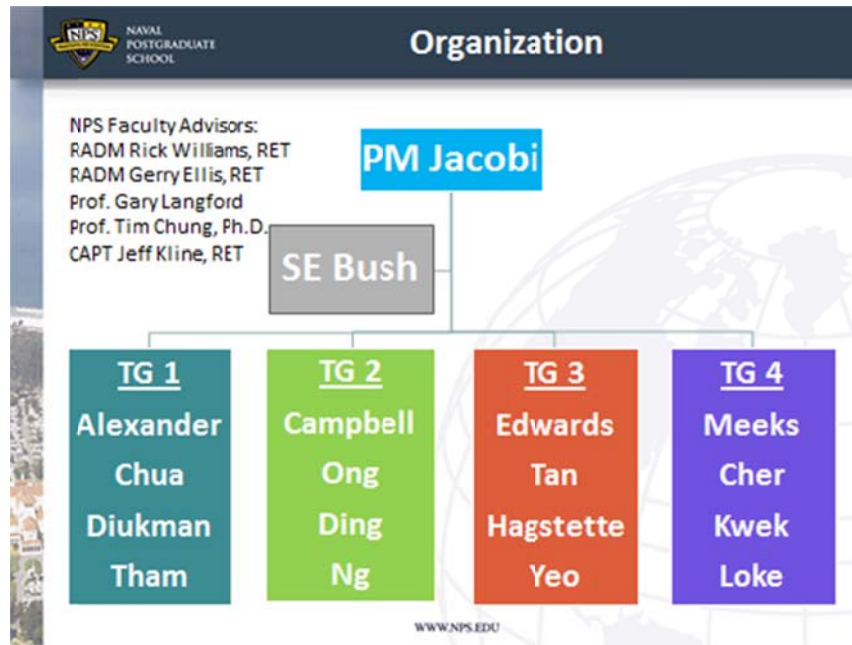 NPS
NAVAL
POSTGRADUATE
SCHOOL
Organization
NPS Faculty Advisors:
RADM Rick Williams, RET
RADM Gerry Ellis, RET
Prof. Gary Langford
Prof. Tim Chung, Ph.D.
CAPT Jeff Kline, RET
PM Jacobi
SE Bush
TG 1
Alexander
Chua
Diukman
Tham
TG 2
Campbell
Ong
Ding
Ng
TG 3
Edwards
Tan
Hagstette
Yeo
TG 4
Meeks
Cher
Kwek
Loke
WWW.NPS.EDU